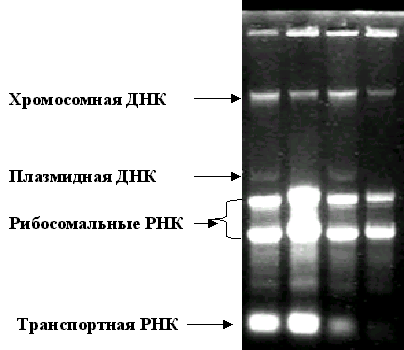 Хромосомная ДНК
Плазмидная ДНК
Рибосомальные РНК
Транспортная РНК